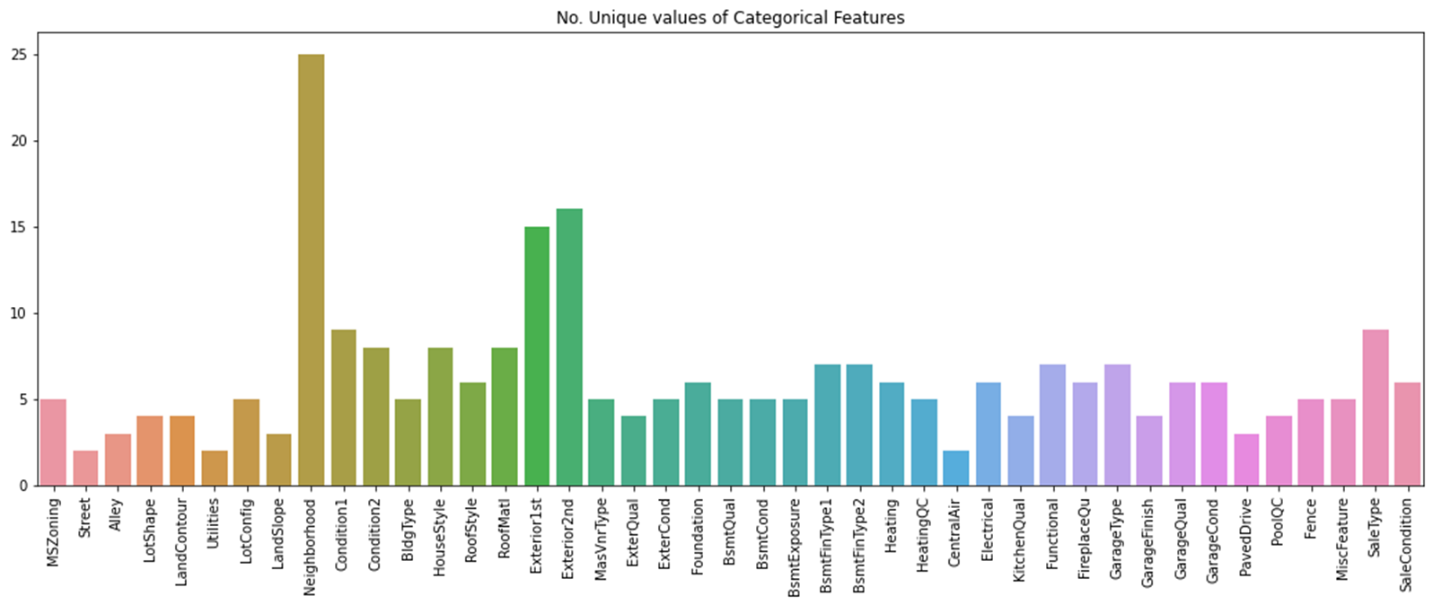 No. Unique values of Categorical Features
25
20
15
10
5
0
MSZoning
Street
Alley
LotShape
LandContour
Utilities
LotConfig
LandSlope
Neighborhood
Condition1
Condition2
BldgType
HouseStyle
RoofStyle
RoofMatl
Exterior1st
Exterior2nd
MasVnrType
ExterQual
ExterCond
Foundation
BsmtQual
BsmtCond
BsmtExposure
BsmtFinType1
BsmtFinType2
Heating
HeatingQC
CentralAir
Electrical
KitchenQual
Functional
FireplaceQu
GarageType
GarageFinish
GarageQual
GarageCond
PavedDrive
PoolQC
Fence
MiscFeature
SaleType
SaleCondition